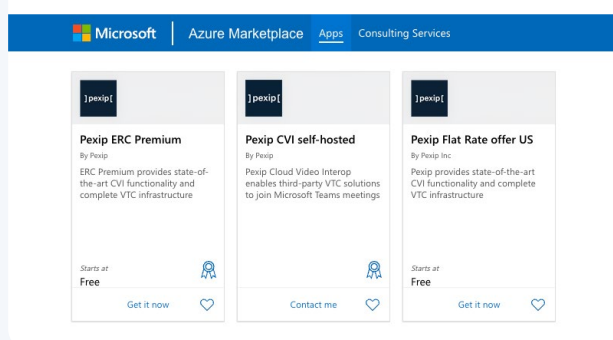 Microsoft Azure Marketplace Apps Consulting Services
]pexip[
Pexip ERC Premium
By Pexip
ERC Premium provides state-of-
the-art CVI functionality and
complete VTC infrastructure
Starts at
Free
Get it now
]pexip[
Pexip CVI self-hosted
By Pexip
Pexip Cloud Video Interop
enables third-party VTC solutions
to join Microsoft Teams meetings
Contact me
]pexip[
Pexip Flat Rate offer US
By Pexip Inc
Pexip provides state-of-the-art
CVI functionality and complete
VTC infrastructure
Starts at
Free
Get it now